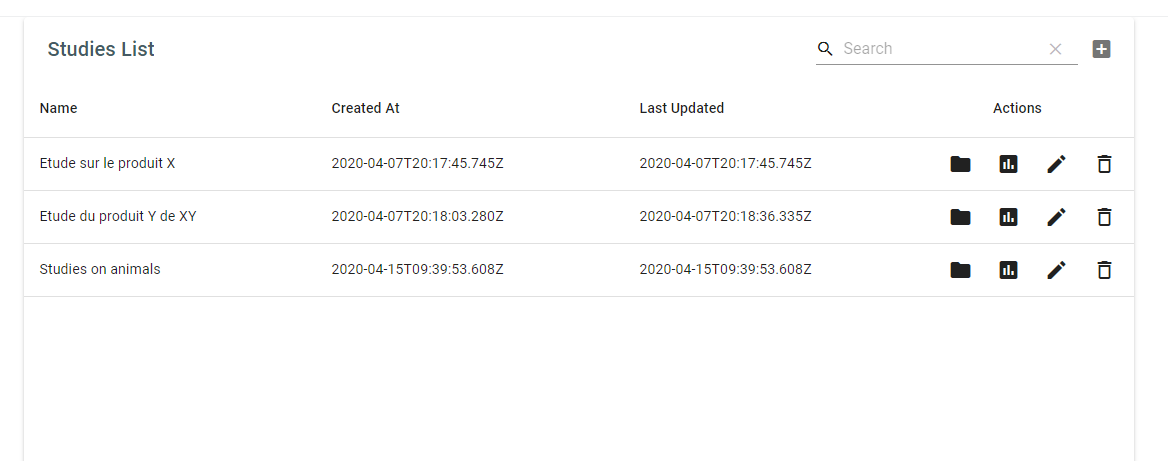 Studies List
Search
Name Created At Last Updated Actions
Etude sur le produit X 2020-04-07T20:17:45.745Z 2020-04-07T20:17:45.745Z
Etude du produit Y de XY 2020-04-07T20:18:03.280Z 2020-04-07T20:18:36.335Z
Studies on animals 2020-04-15T09:39:53.608Z 2020-04-15T09:39:53.608Z